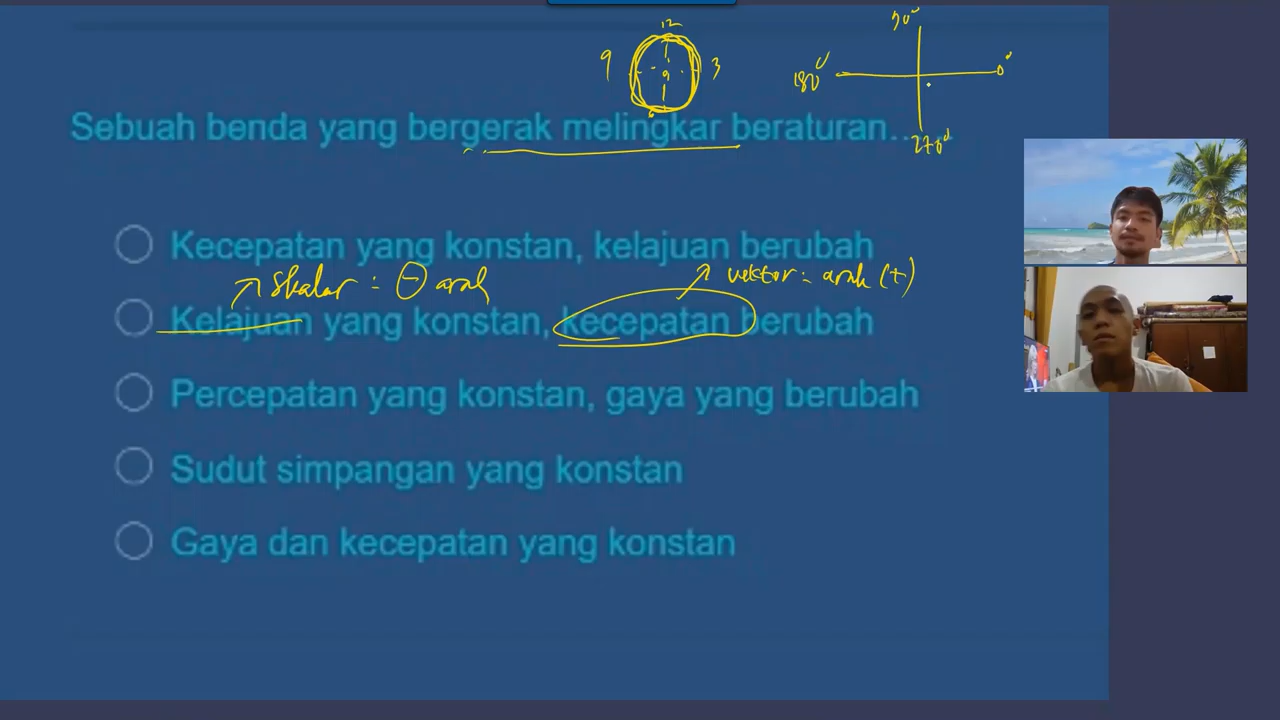 12
9 3
90°
180° 0°
270°
Sebuah benda yang bergerak melingkar beraturan.....
Kecepatan yang konstan, kelajuan berubah
skalar = ⊖ arah
vektor = arah (+)
Kelajuan yang konstan, kecepatan berubah
Percepatan yang konstan, gaya yang berubah
Sudut simpangan yang konstan
Gaya dan kecepatan yang konstan